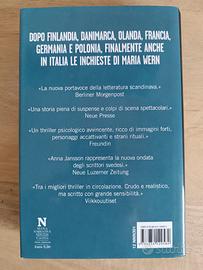 DOPO FINLANDIA, DANIMARCA, OLANDA, FRANCIA,
GERMANIA E POLONIA, FINALMENTE ANCHE
IN ITALIA LE INCHIESTE DI MARIA WERN
«La nuova portavoce della letteratura scandinava.»
Berliner Morgenpost
«Una storia piena di suspense e colpi di scena spettacolari.»
Neue Presse
«Un thriller psicologico avvincente, ricco di immagini forti,
personaggi accattivanti e strani rituali.»
Freundin
«Anna Jansson rappresenta la nuova ondata
degli scrittori svedesi.»
Neue Luzerner Zeitung
«Tra i migliori thriller in circolazione. Crudo e realistico,
ma scritto con grande sensibilità.»
Viikkouutiset
N
subito